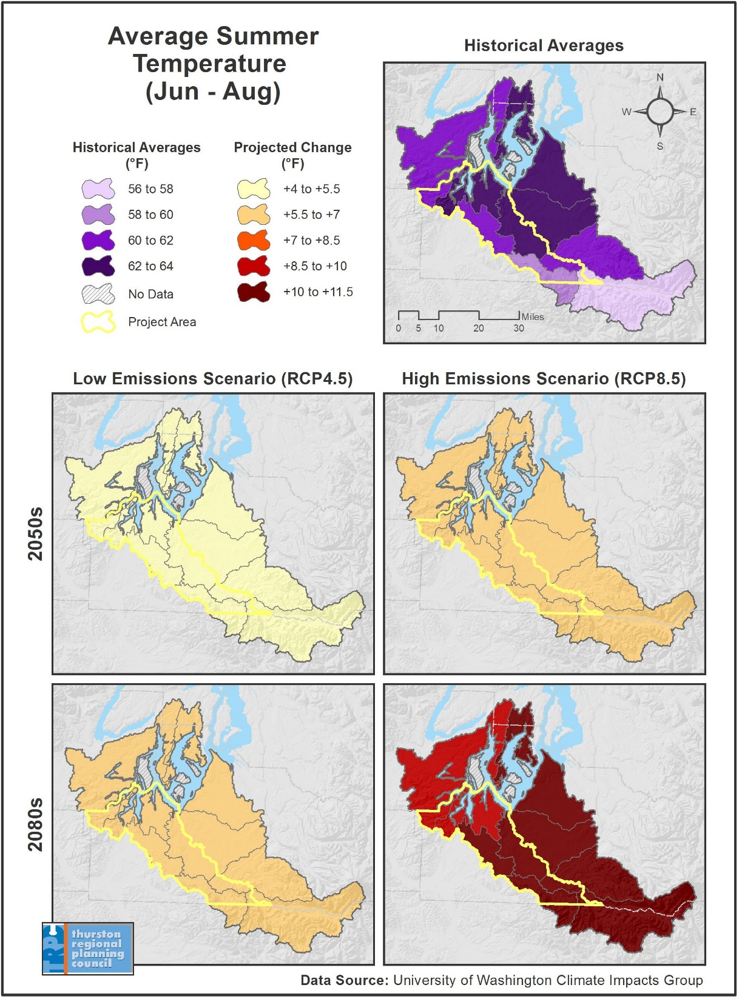 Average Summer
Temperature
(Jun - Aug)
Historical Averages
(°F)
56 to 58
58 to 60
60 to 62
62 to 64
No Data
Project Area
Projected Change
(°F)
+4 to +5.5
+5.5 to +7
+7 to +8.5
+8.5 to +10
+10 to +11.5
Historical Averages
N
W E
S
Miles
0 5 10 20 30
Low Emissions Scenario (RCP4.5)
High Emissions Scenario (RCP8.5)
2050s
2080s
TRPC
thurston
regional
planning
council
Data Source: University of Washington Climate Impacts Group